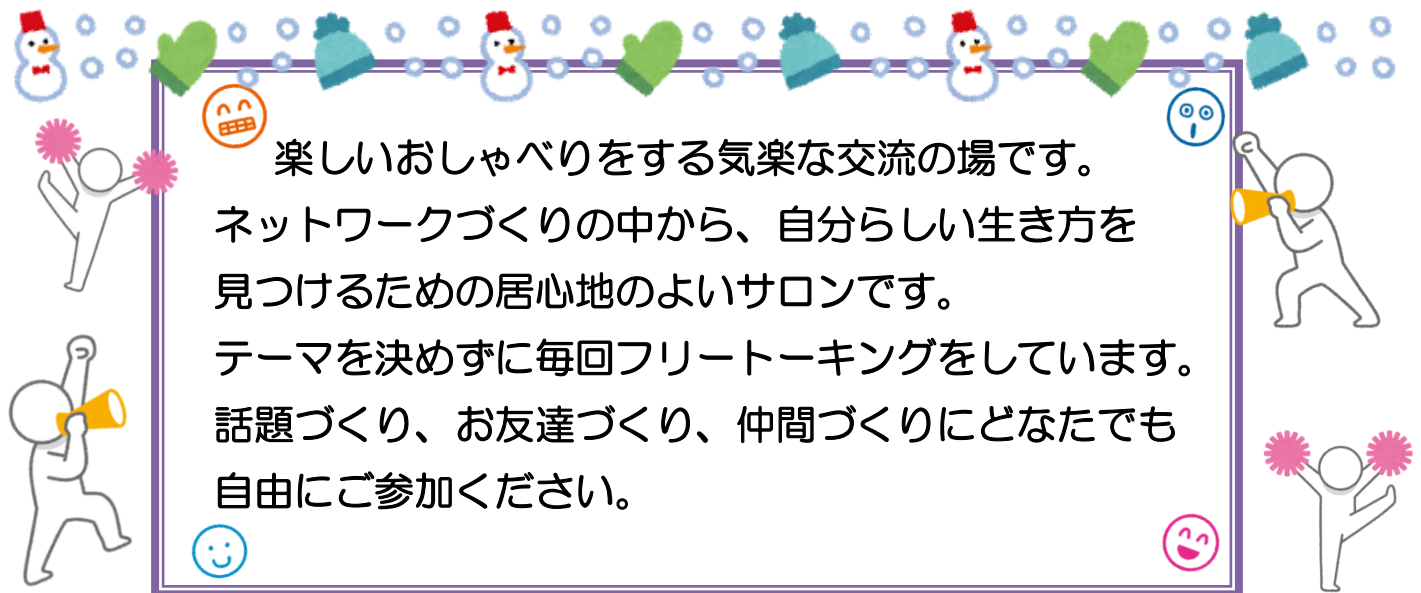 楽しいおしゃべりをする気楽な交流の場です。
ネットワークづくりの中から、自分らしい生き方を
見つけるための居心地のよいサロンです。
テーマを決めずに毎回フリートーキングをしています。
話題づくり、お友達づくり、仲間づくりにどなたでも
自由にご参加ください。